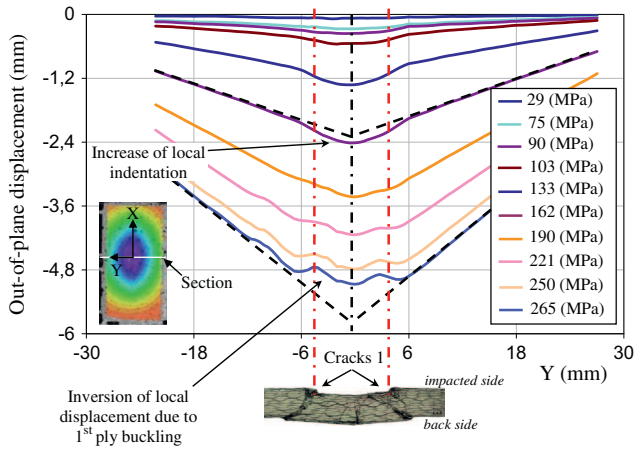 Out-of-plane displacement (mm)
0
-1,2
-2,4
-3,6
-4,8
-6
-30
-18
-6
6
18
30
Y (mm)
29 (MPa)
75 (MPa)
90 (MPa)
103 (MPa)
133 (MPa)
162 (MPa)
190 (MPa)
221 (MPa)
250 (MPa)
265 (MPa)
Increase of local
indentation
X
Y
Section
Cracks 1
Inversion of local
displacement due to
1st ply buckling
impacted side
back side